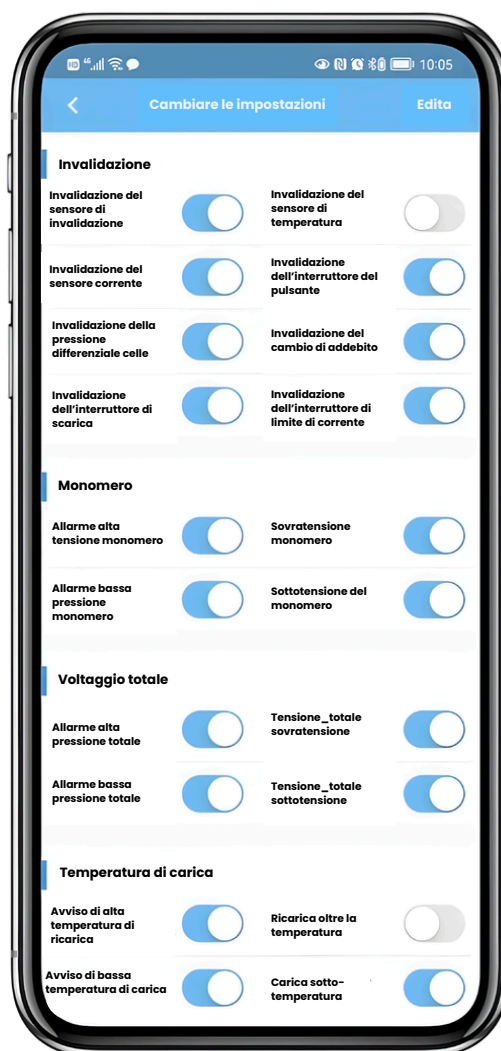 10:05
Cambiare le impostazioni
Edita
Invalidazione
Invalidazione del
sensore di
invalidazione
Invalidazione del
sensore di
temperatura
Invalidazione del
sensore corrente
Invalidazione
dell'interruttore del
pulsante
Invalidazione della
pressione
differenziale celle
Invalidazione del
cambio di addebito
Invalidazione
dell'interruttore di
scarica
Invalidazione
dell'interruttore di
limite di corrente
Monomero
Allarme alta
tensione monomero
Sovratensione
monomero
Allarme bassa
pressione
monomero
Sottotensione del
monomero
Voltaggio totale
Allarme alta
pressione totale
Tensione_totale
sovratensione
Allarme bassa
pressione totale
Tensione_totale
sottotensione
Temperatura di carica
Avviso di alta
temperatura di
ricarica
Ricarica oltre la
temperatura
Avviso di bassa
temperatura di carica
Carica sotto-
temperatura